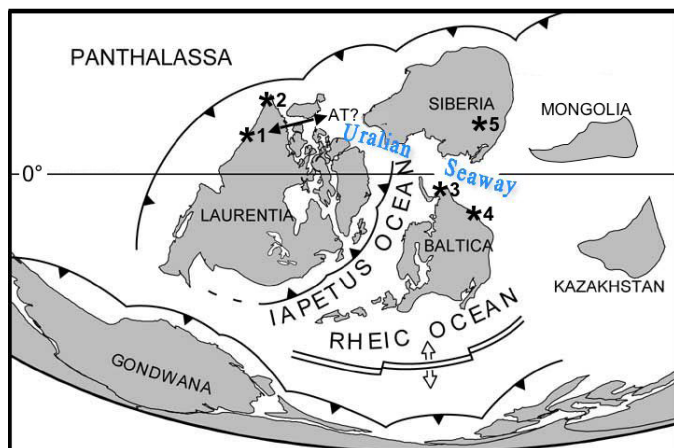 PANTHALASSA
SIBERIA
MONGOLIA
2
AT?
1
5
Uralian
Seaway
0°
3
LAURENTIA
4
BALTICA
IAPETUS OCEAN
KAZAKHSTAN
RHEIC OCEAN
GONDWANA